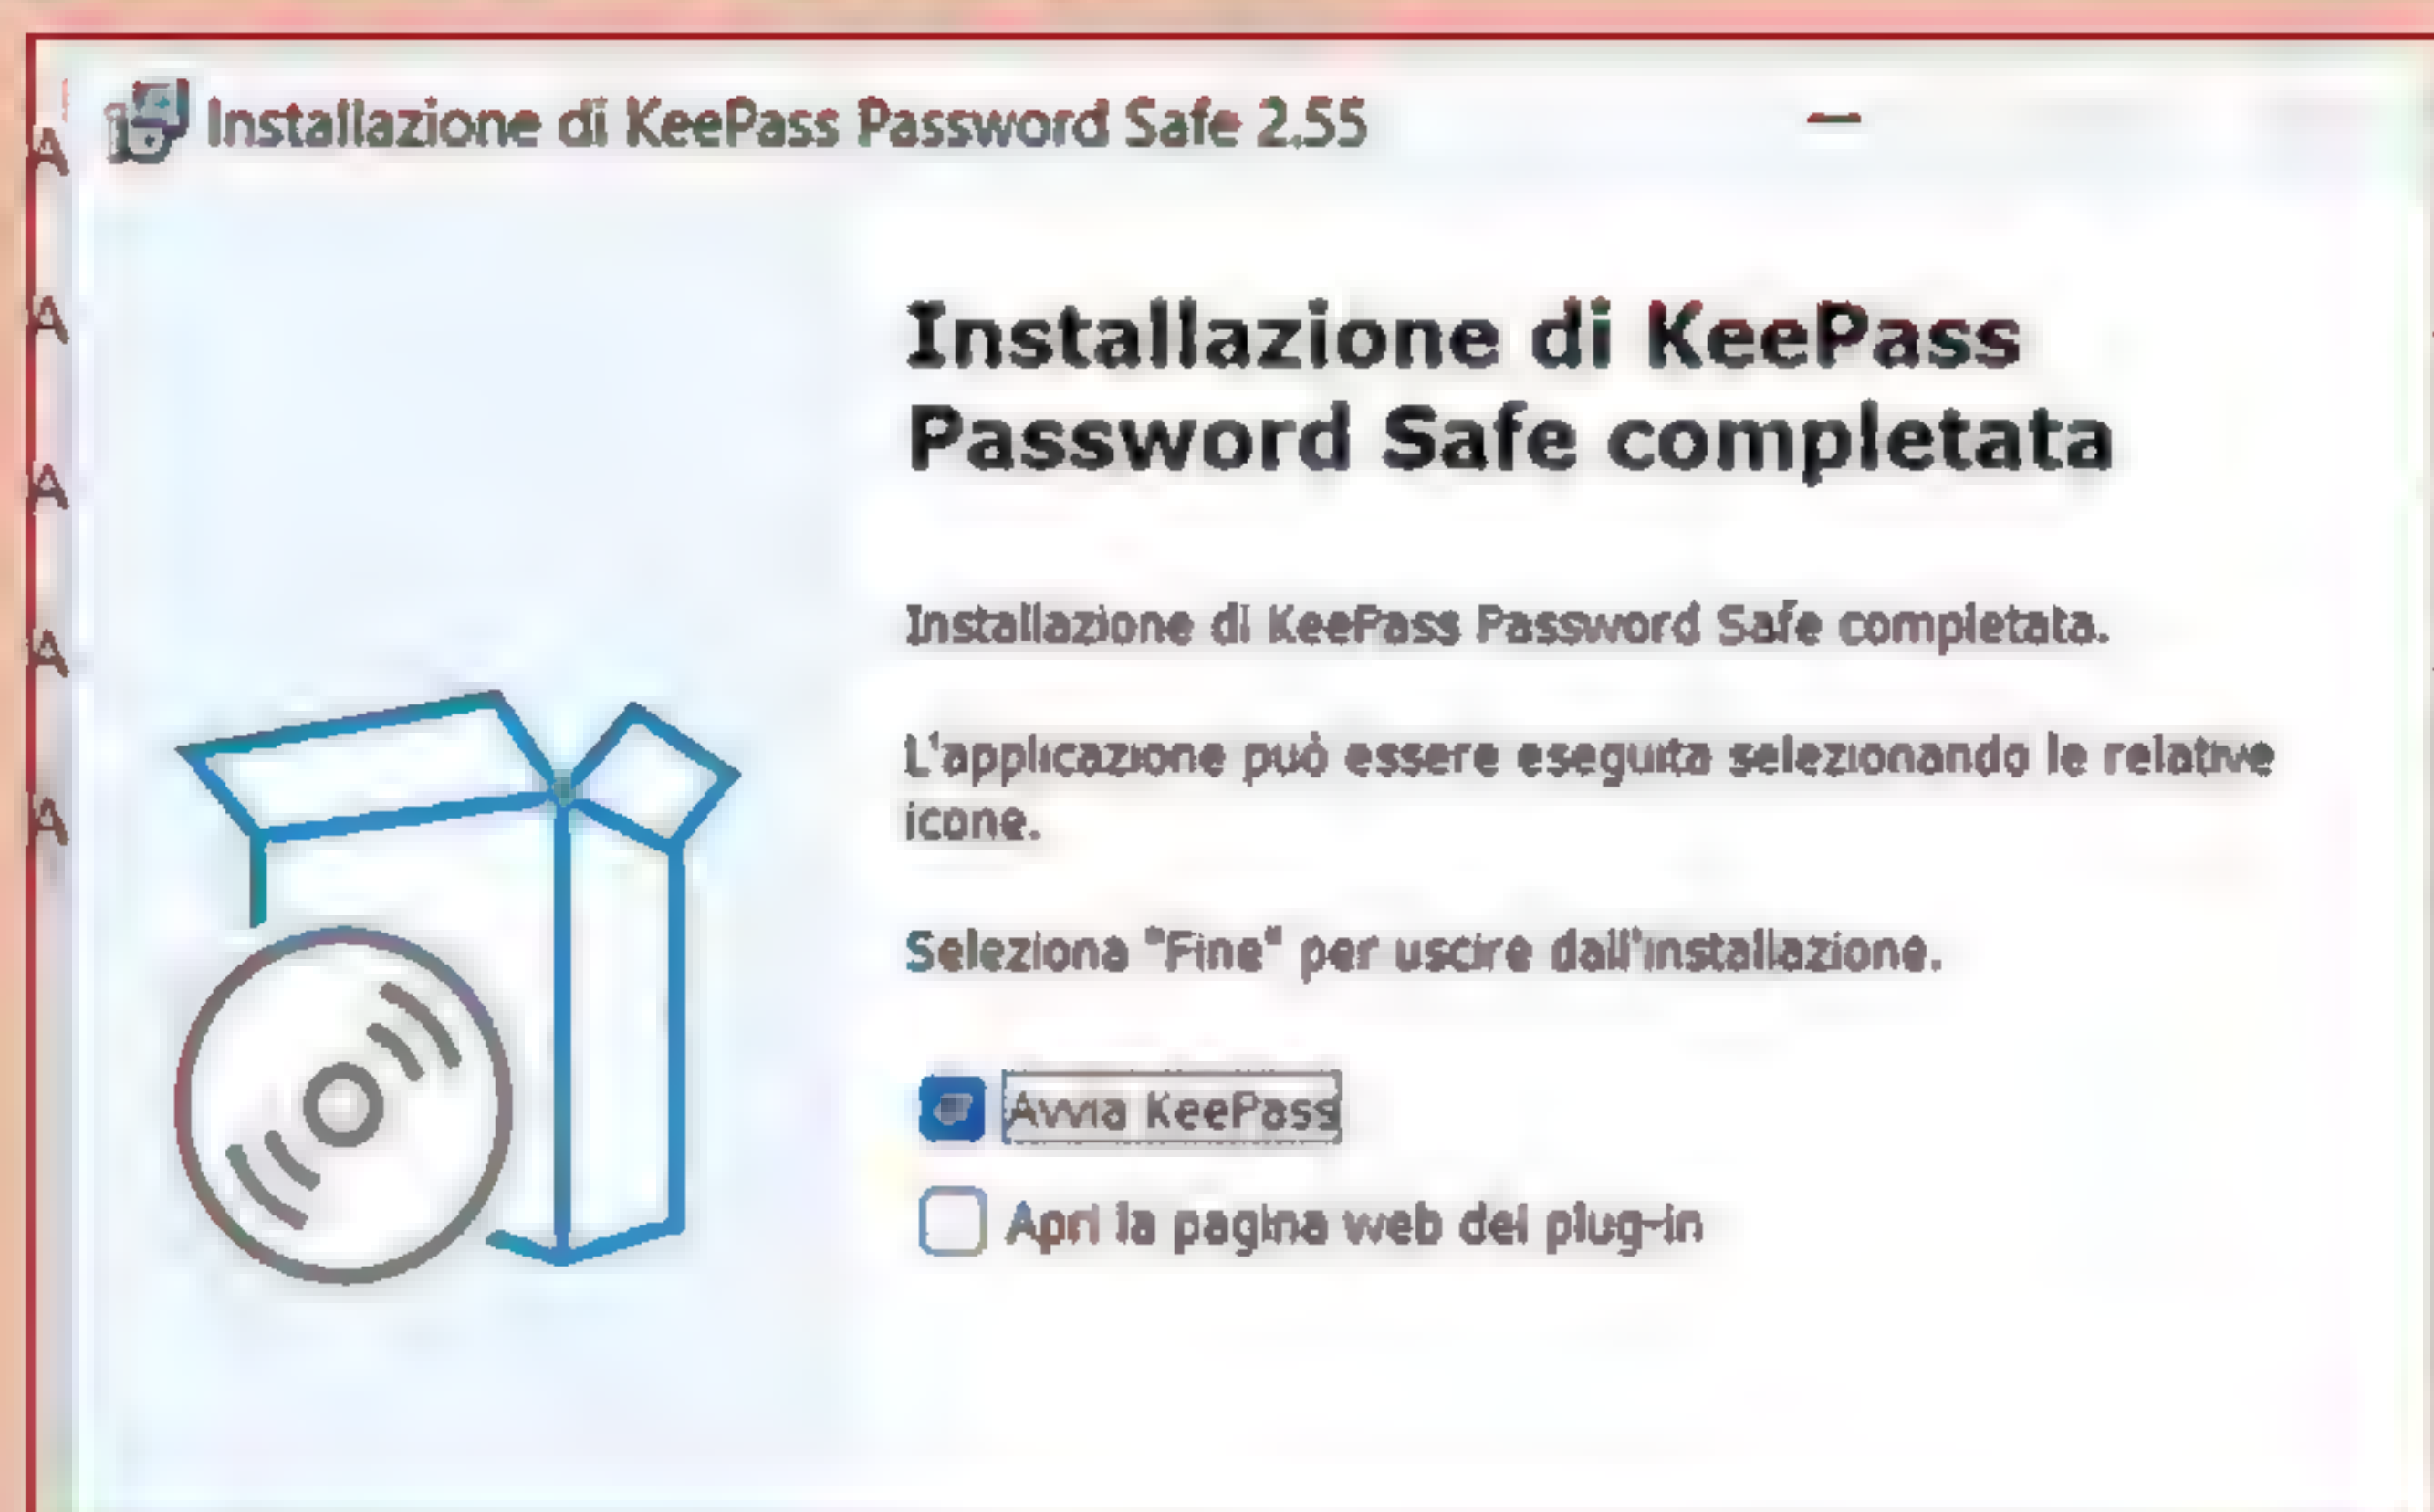 Installazione di KeePass Password Safe 2.55
A
A
A
A
A
Installazione di KeePass
Password Safe completata
Installazione di KeePass Password Safe completata.
L'applicazione può essere eseguita selezionando le relative
icone.
Seleziona "Fine" per uscire dall'installazione.
Avvia KeePass
Apri la pagina web dei plug-in